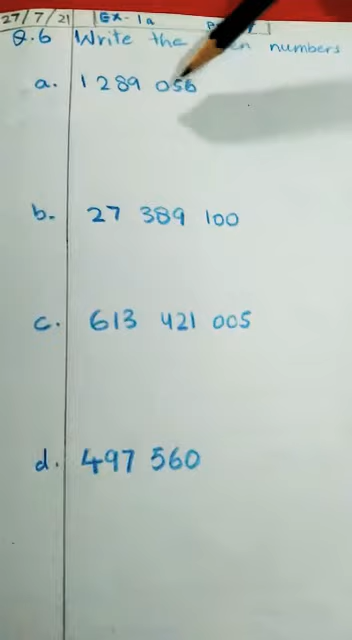 27/7/21 Ex-1a
Q.6 Write the numbers
a. 1 289 056
b. 27 389 100
c. 613 421 005
d. 497 560